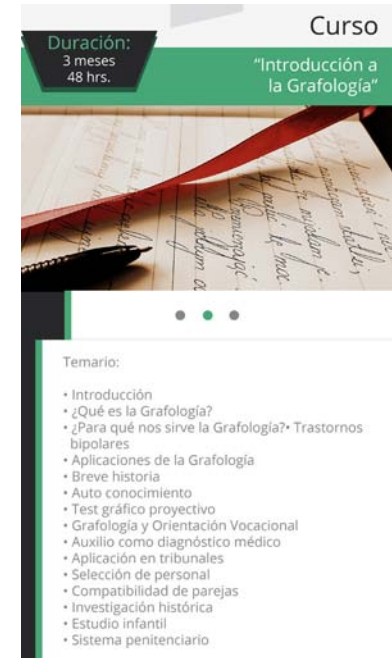 Curso
Duración:
3 meses
48 hrs.
"Introducción a
la Grafología"
Temario:
• Introducción
• ¿Qué es la Grafología?
• ¿Para qué nos sirve la Grafología?• Trastornos
bipolares
• Aplicaciones de la Grafología
• Breve historia
• Auto conocimiento
• Test gráfico proyectivo
• Grafología y Orientación Vocacional
• Auxilio como diagnóstico médico
• Aplicación en tribunales
• Selección de personal
• Compatibilidad de parejas
• Investigación histórica
• Estudio infantil
• Sistema penitenciario